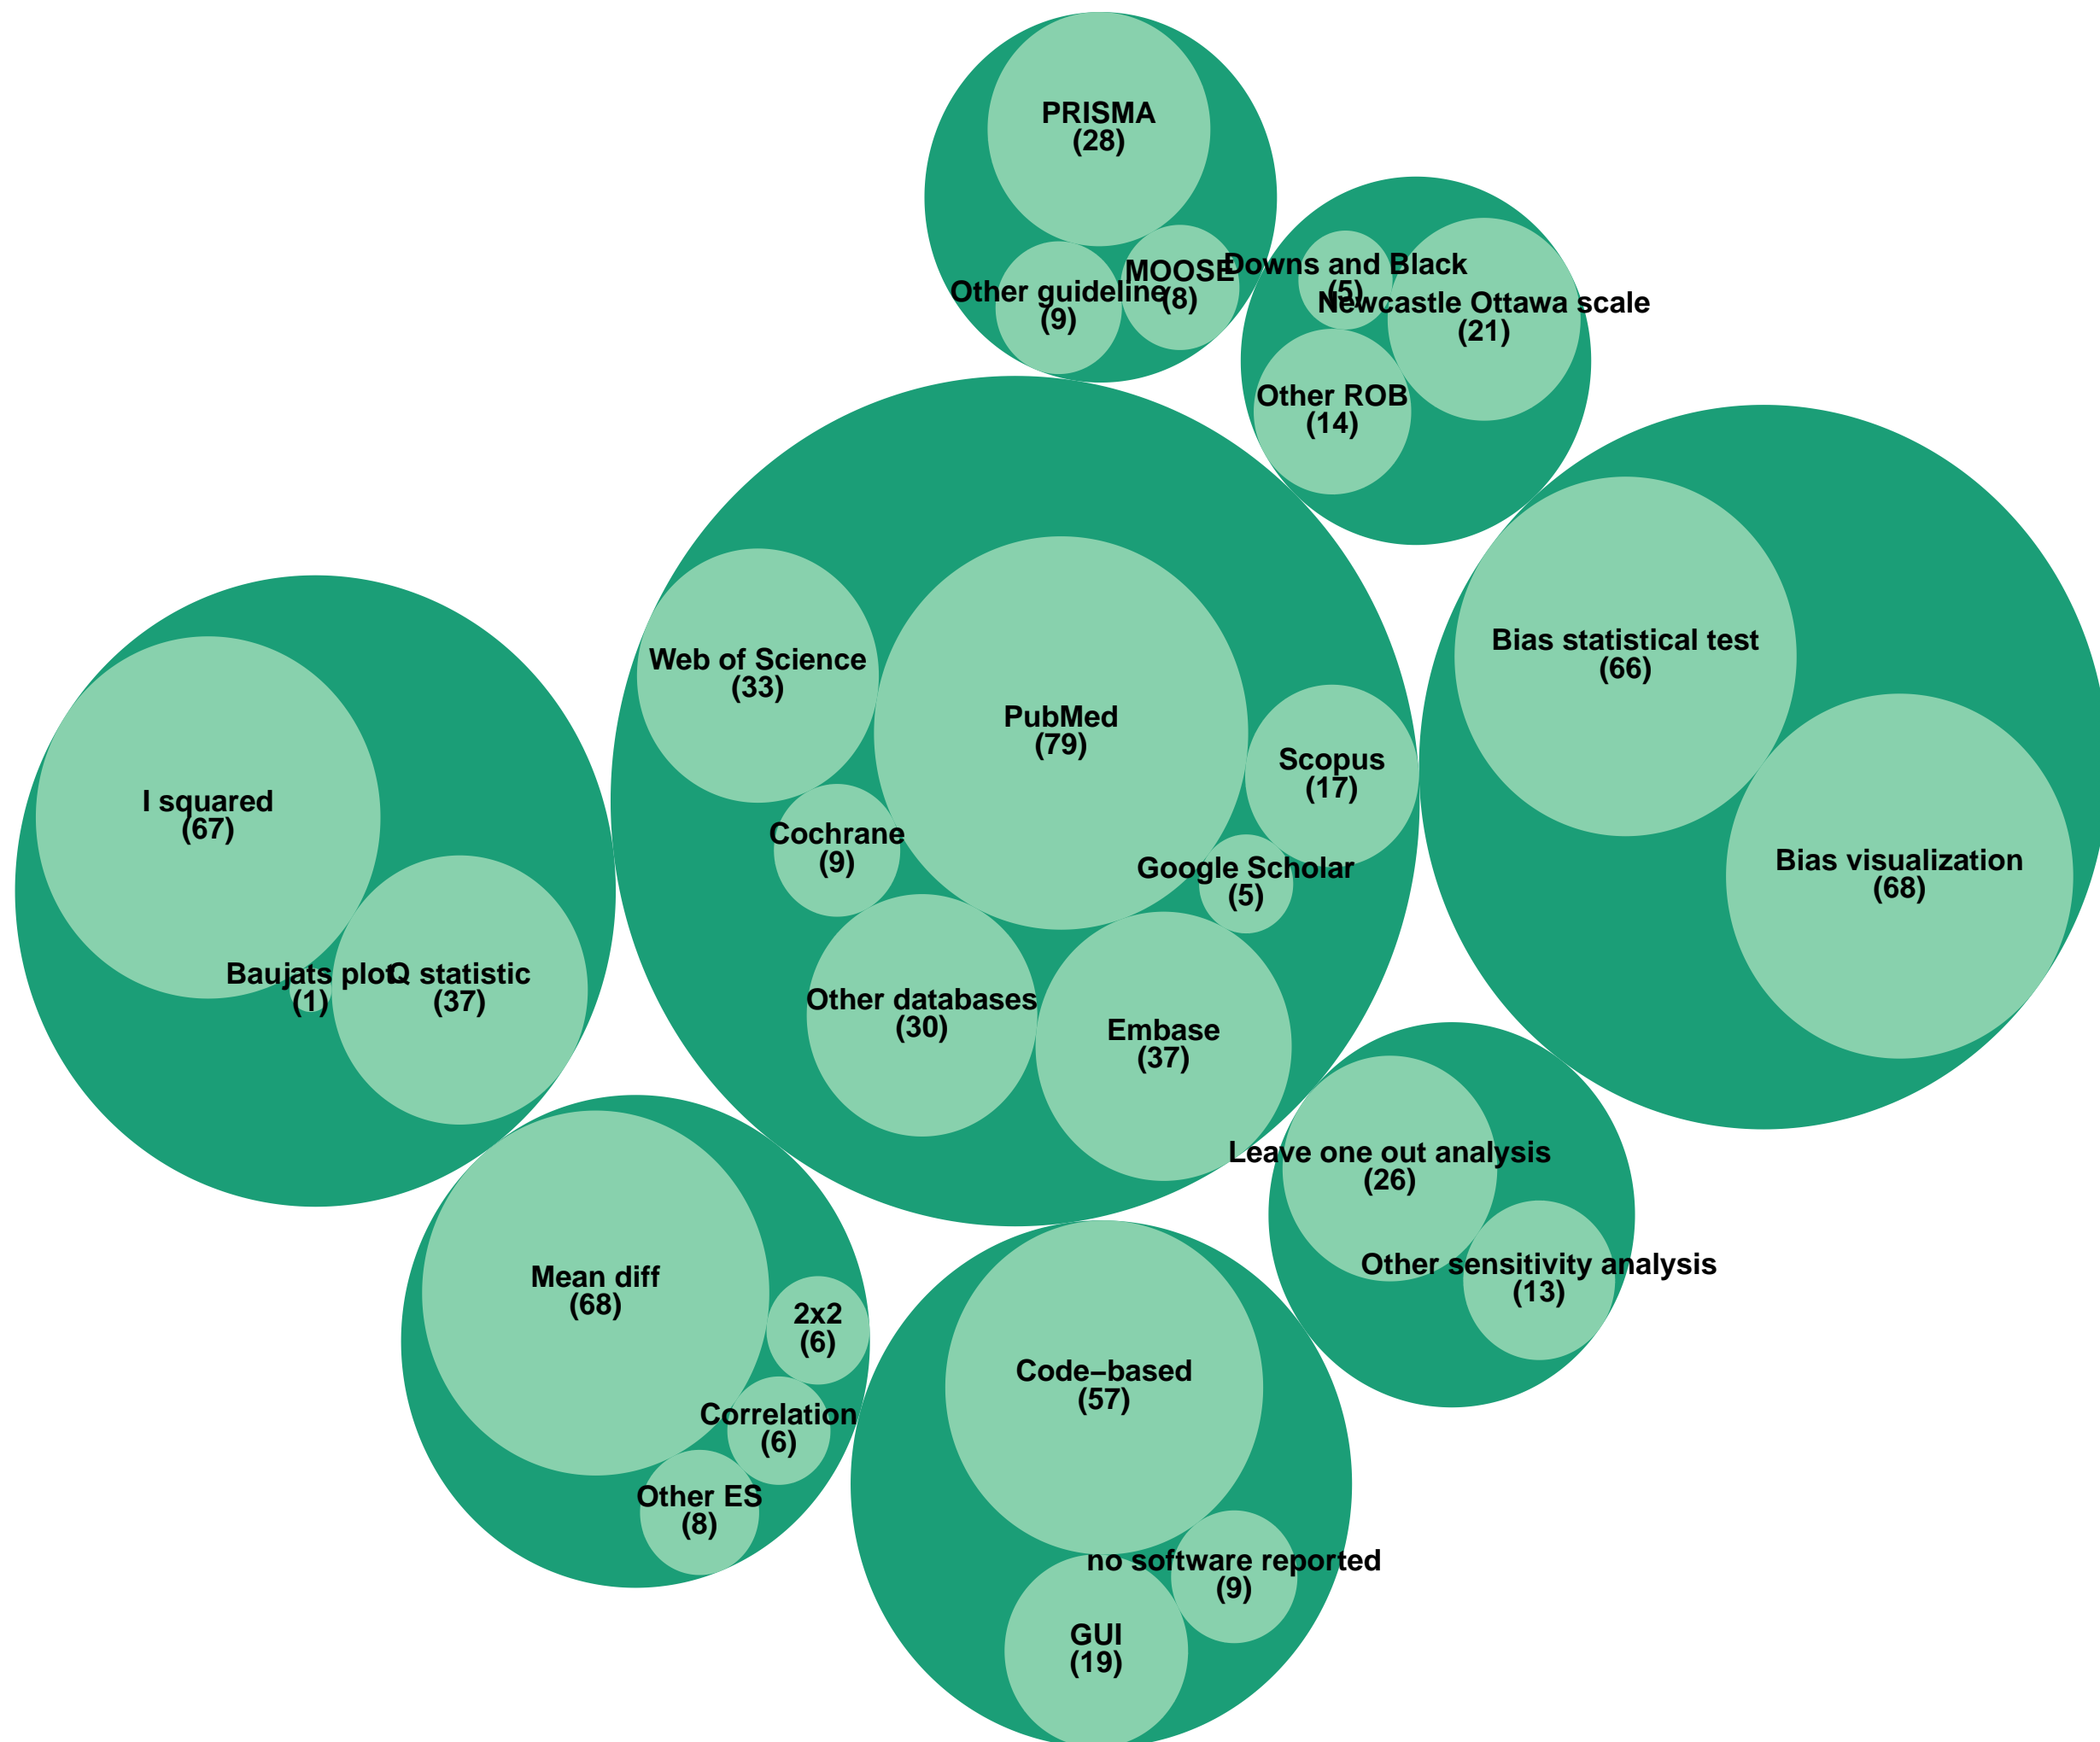 PRISMA
(28)
MOOSE
(8)
Other guideline
(9)
Downs and Black
(5)
Newcastle Ottawa scale
(21)
Other ROB
(14)
Web of Science
(33)
PubMed
(79)
Scopus
(17)
Cochrane
(9)
Google Scholar
(5)
Other databases
(30)
Embase
(37)
Bias statistical test
(66)
Bias visualization
(68)
I squared
(67)
Baujats plot
(1)
Q statistic
(37)
Leave one out analysis
(26)
Other sensitivity analysis
(13)
Mean diff
(68)
2x2
(6)
Correlation
(6)
Other ES
(8)
Code–based
(57)
no software reported
(9)
GUI
(19)